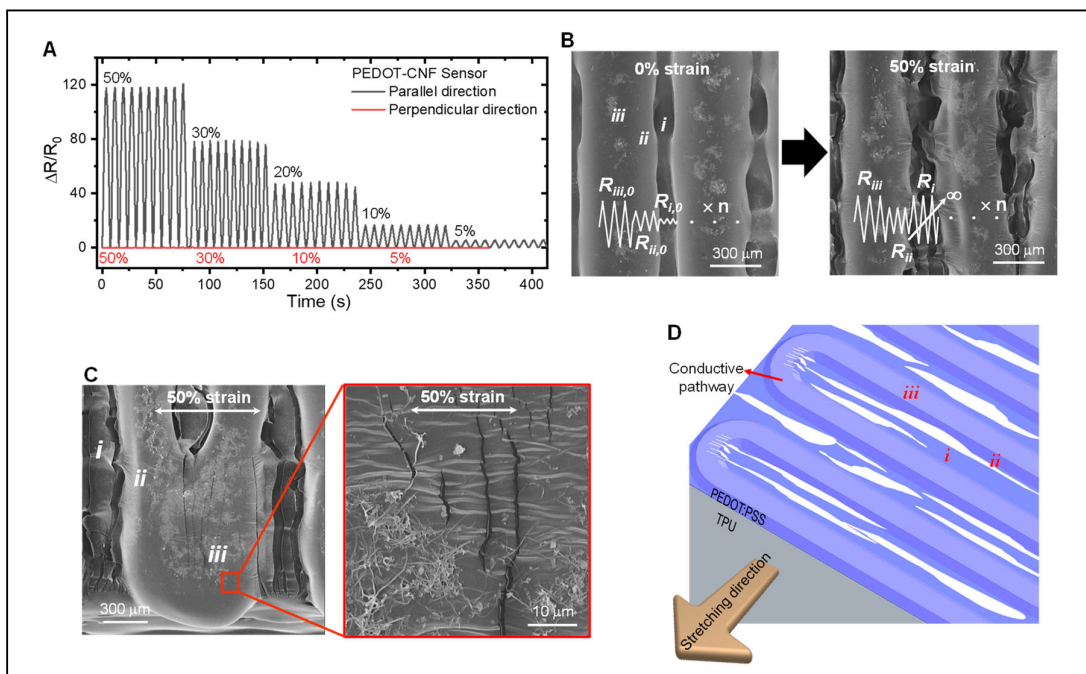 A
PEDOT-CNF Sensor
Parallel direction
Perpendicular direction
50%
30%
20%
10%
5%
50%
30%
10%
5%
ΔR/R0
120
80
40
0
0 50 100 150 200 250 300 350 400
Time (s)
B
0% strain
iii
ii
i
Riii,0
Ri,0
Rii,0
× n
300 μm
50% strain
Riii
Ri
∞
Rii
× n
300 μm
C
50% strain
i
ii
iii
300 μm
50% strain
10 μm
D
Conductive
pathway
iii
i
ii
PEDOT:PSS
TPU
Stretching direction